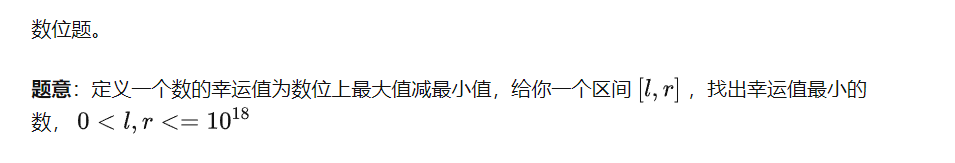 数位题。
题意：定义一个数的幸运值为数位上最大值减最小值，给你一个区间 [l, r] ，找出幸运值最小的
数， 0 < l, r <= 10^{18}